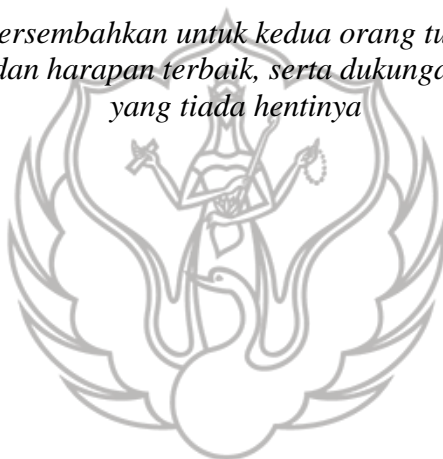 ersembahkan untuk kedua orang tu
dan harapan terbaik, serta dukunga
yang tiada hentinya